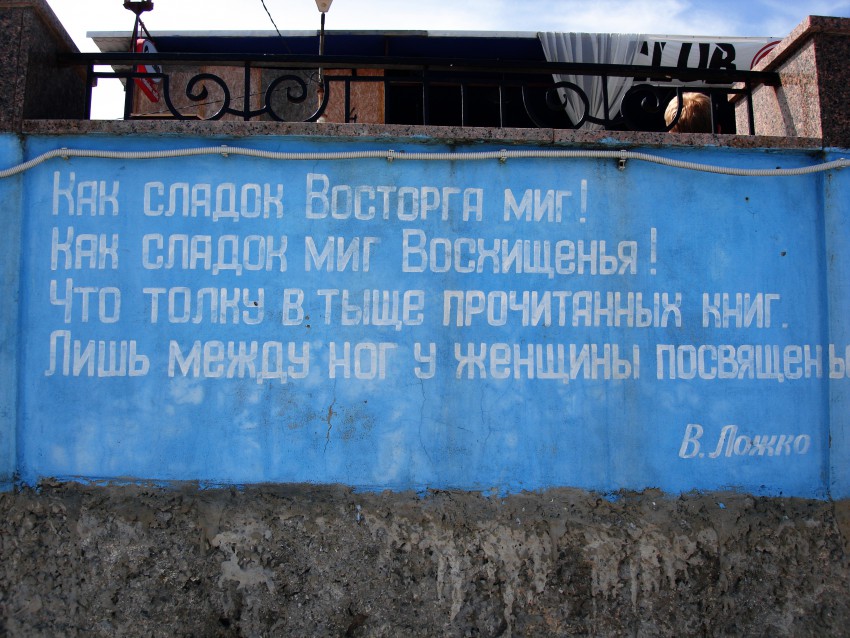 LUB
Как сладок Восторга миг!
Как сладок миг Восхищенья!
Что толку в тыще прочитанных книг.
Лишь между ног у женщины посвящены
В. Ложко